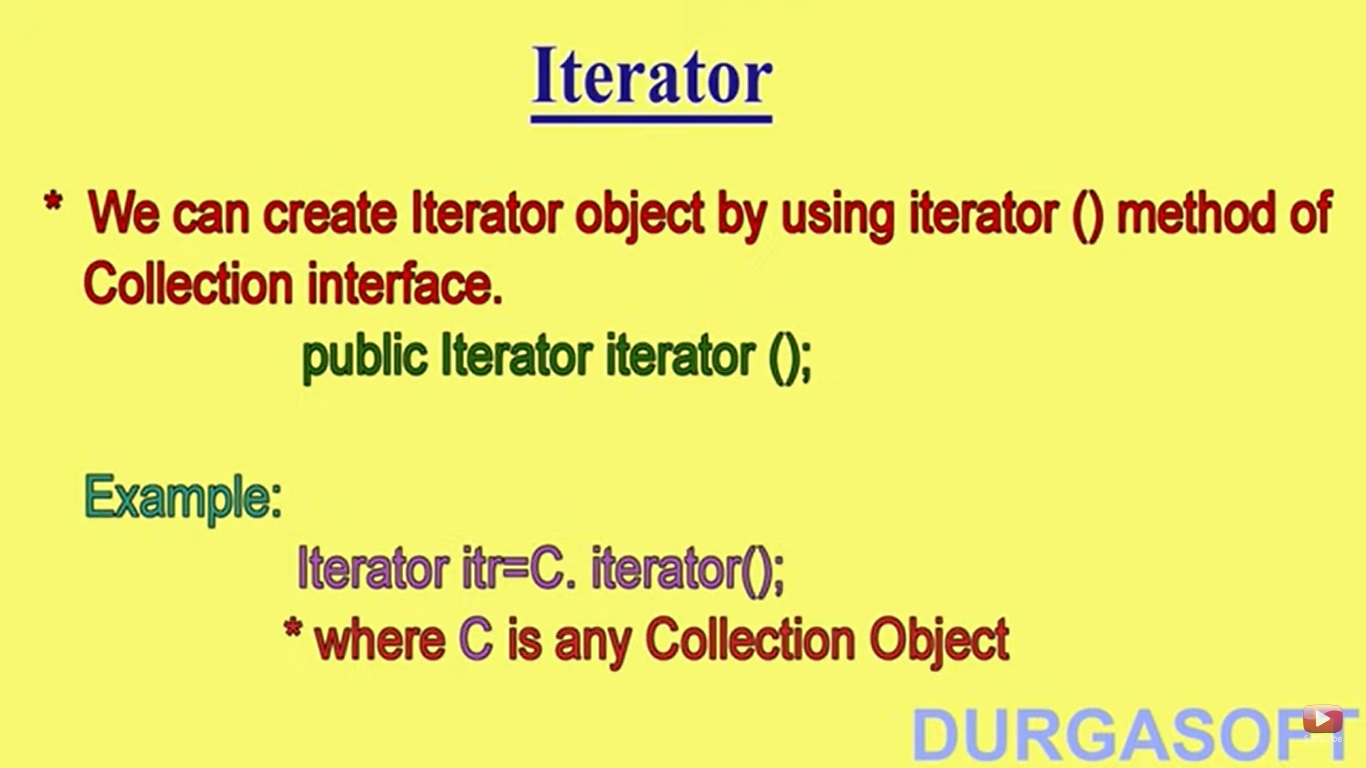 Iterator
* We can create Iterator object by using iterator () method of
Collection interface.
public Iterator iterator ();
Example:
Iterator itr=C. iterator();
* where C is any Collection Object
DURGASOFT